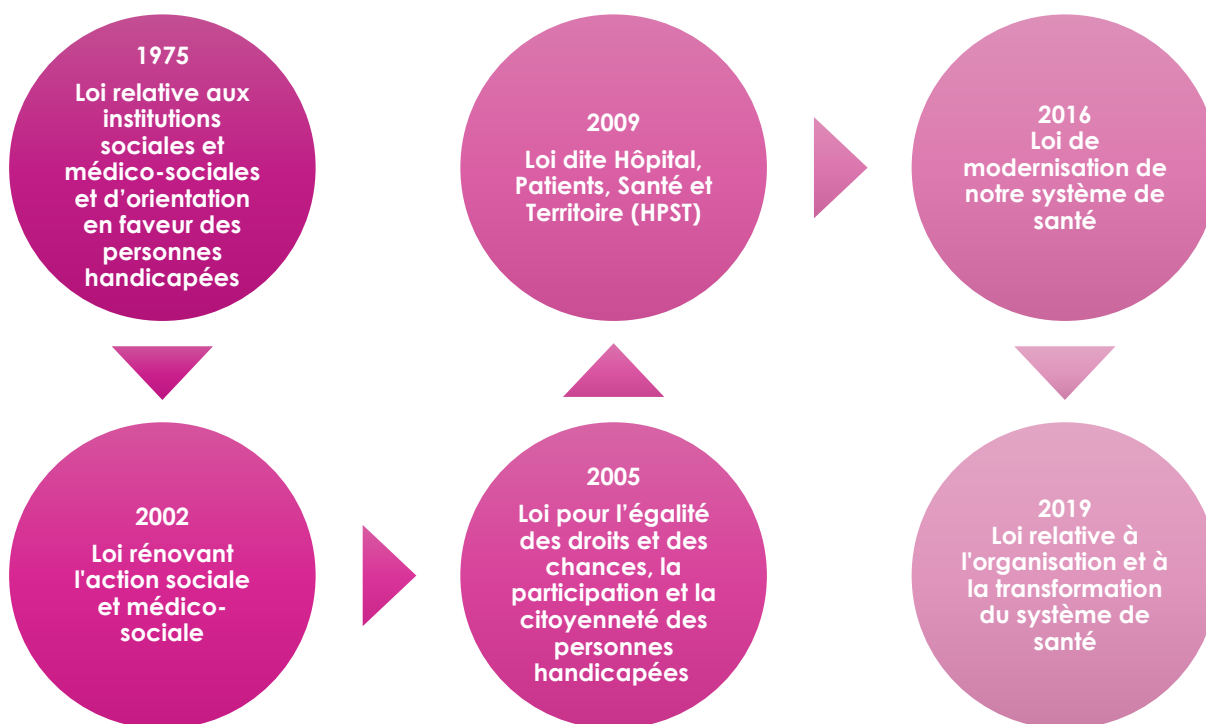 1975
Loi relative aux
institutions
sociales et
médico-sociales
et d’orientation
en faveur des
personnes
handicapées
2002
Loi rénovant
l'action sociale
et médico-
sociale
2005
Loi pour l’égalité
des droits et des
chances, la
participation et la
citoyenneté des
personnes
handicapées
2009
Loi dite Hôpital,
Patients, Santé et
Territoire (HPST)
2016
Loi de
modernisation de
notre système de
santé
2019
Loi relative à
l'organisation et à
la transformation
du système de
santé